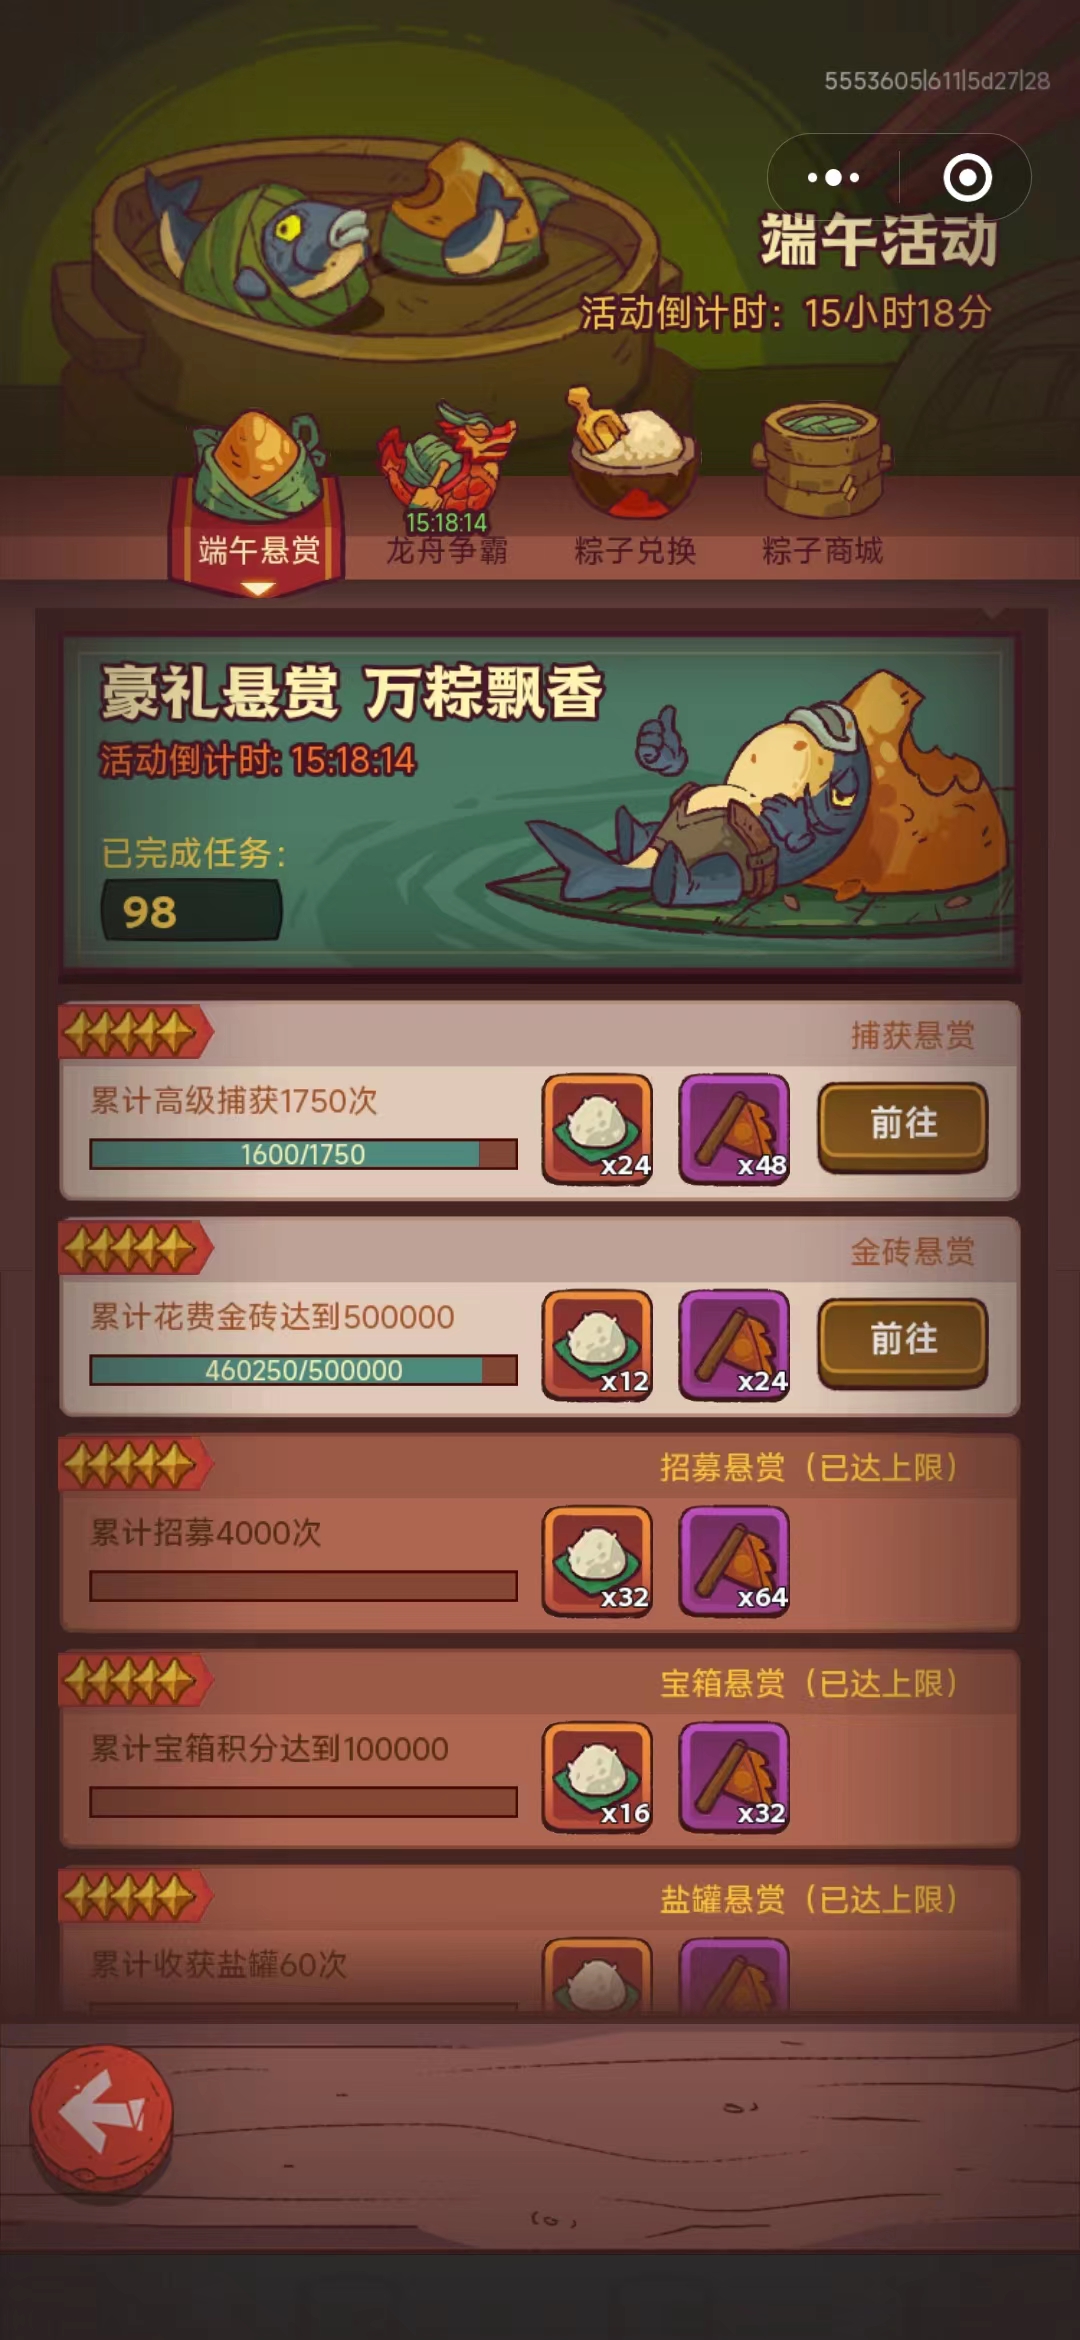 5553605|611|5d27|28
端午活动
活动倒计时：15小时18分
15:18:14
端午悬赏
龙舟争霸
粽子兑换
粽子商城
豪礼悬赏 万粽飘香
活动倒计时: 15:18:14
已完成任务：
98
捕获悬赏
累计高级捕获1750次
1600/1750
x24
x48
前往
金砖悬赏
累计花费金砖达到500000
460250/500000
x12
x24
前往
招募悬赏（已达上限）
累计招募4000次
x32
x64
宝箱悬赏（已达上限）
累计宝箱积分达到100000
x16
x32
盐罐悬赏（已达上限）
累计收获盐罐60次